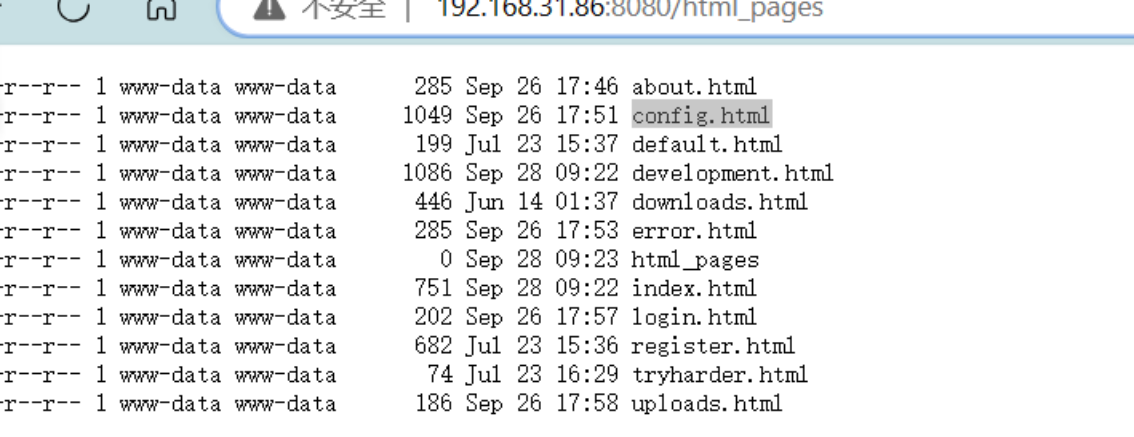 不安全 | 192.168.31.86:8080/html_pages
-r--r-- 1 www-data www-data 285 Sep 26 17:46 about.html
-r--r-- 1 www-data www-data 1049 Sep 26 17:51 config.html
-r--r-- 1 www-data www-data 199 Jul 23 15:37 default.html
-r--r-- 1 www-data www-data 1086 Sep 28 09:22 development.html
-r--r-- 1 www-data www-data 446 Jun 14 01:37 downloads.html
-r--r-- 1 www-data www-data 285 Sep 26 17:53 error.html
-r--r-- 1 www-data www-data 0 Sep 28 09:23 html_pages
-r--r-- 1 www-data www-data 751 Sep 28 09:22 index.html
-r--r-- 1 www-data www-data 202 Sep 26 17:57 login.html
-r--r-- 1 www-data www-data 682 Jul 23 15:36 register.html
-r--r-- 1 www-data www-data 74 Jul 23 16:29 tryharder.html
-r--r-- 1 www-data www-data 186 Sep 26 17:58 uploads.html